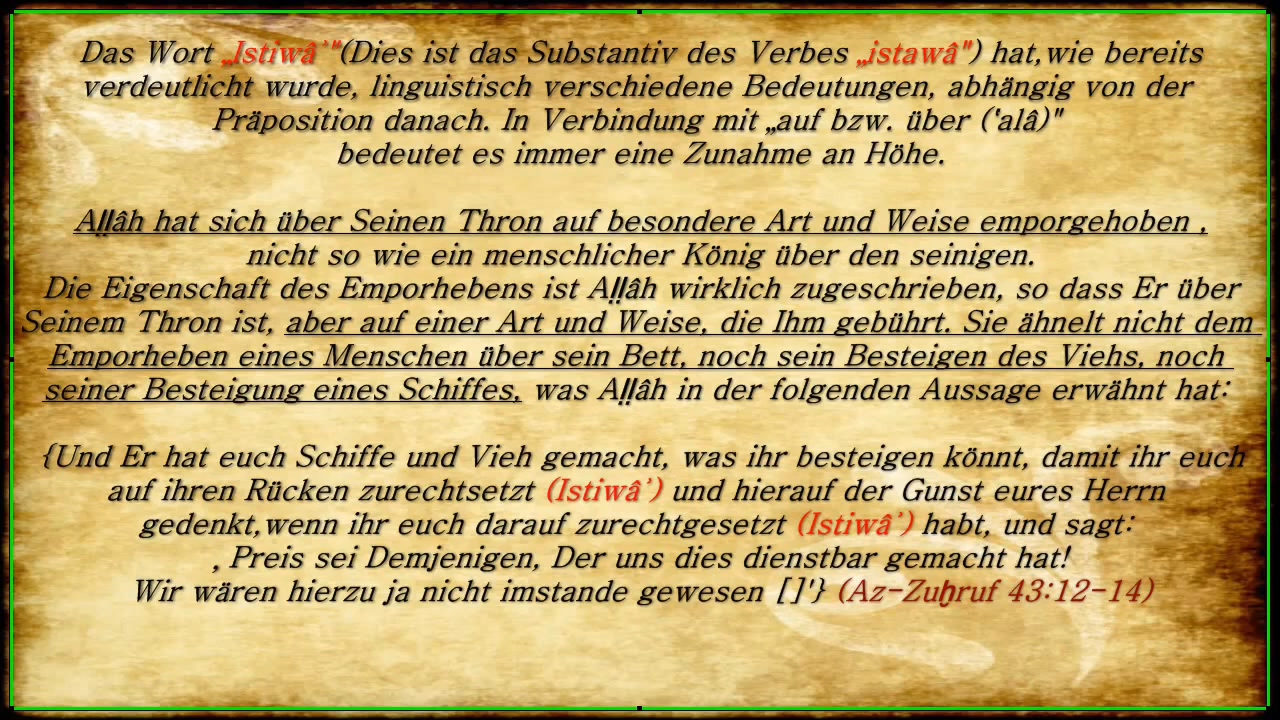 Das Wort „Istiwâ᾿"(Dies ist das Substantiv des Verbes „istawâ") hat,wie bereits
verdeutlicht wurde, linguistisch verschiedene Bedeutungen, abhängig von der
Präposition danach. In Verbindung mit „auf bzw. über ('alâ)"
bedeutet es immer eine Zunahme an Höhe.
Aḷḷâh hat sich über Seinen Thron auf besondere Art und Weise emporgehoben ,
nicht so wie ein menschlicher König über den seinigen.
Die Eigenschaft des Emporhebens ist Aḷḷâh wirklich zugeschrieben, so dass Er über
Seinem Thron ist, aber auf einer Art und Weise, die Ihm gebührt. Sie ähnelt nicht dem
Emporheben eines Menschen über sein Bett, noch sein Besteigen des Viehs, noch
seiner Besteigung eines Schiffes, was Aḷḷâh in der folgenden Aussage erwähnt hat:
{Und Er hat euch Schiffe und Vieh gemacht, was ihr besteigen könnt, damit ihr euch
auf ihren Rücken zurechtsetzt (Istiwâ᾿) und hierauf der Gunst eures Herrn
gedenkt,wenn ihr euch darauf zurechtgesetzt (Istiwâ᾿) habt, und sagt:
‚ Preis sei Demjenigen, Der uns dies dienstbar gemacht hat!
Wir wären hierzu ja nicht imstande gewesen []'} (Az-Zuḫruf 43:12-14)